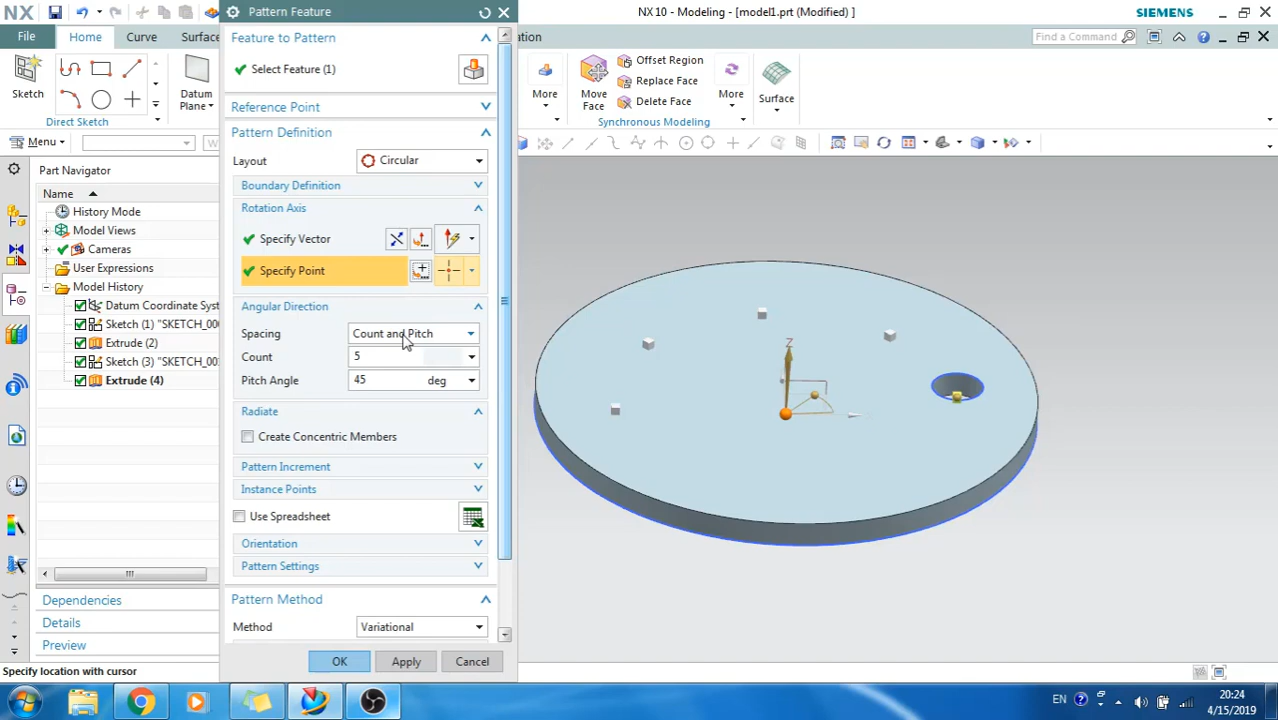 NX
Pattern Feature
NX 10 - Modeling - [model1.prt (Modified) ]
SIEMENS
File
Home
Curve
Surface
Find a Command
Sketch
Datum
Plane
Direct Sketch
More
Move
Face
Offset Region
Replace Face
Delete Face
More
Surface
Synchronous Modeling
Menu
Part Navigator
Name
History Mode
Model Views
Cameras
User Expressions
Model History
Datum Coordinate Sys
Sketch (1) "SKETCH_00
Extrude (2)
Sketch (3) "SKETCH_00
Extrude (4)
Dependencies
Details
Preview
Feature to Pattern
Select Feature (1)
Reference Point
Pattern Definition
Layout
Circular
Boundary Definition
Rotation Axis
Specify Vector
Specify Point
Angular Direction
Spacing
Count and Pitch
Count
5
Pitch Angle
45
deg
Radiate
Create Concentric Members
Pattern Increment
Instance Points
Use Spreadsheet
Orientation
Pattern Settings
Pattern Method
Method
Variational
OK
Apply
Cancel
Z
Specify location with cursor
EN
20:24
4/15/2019